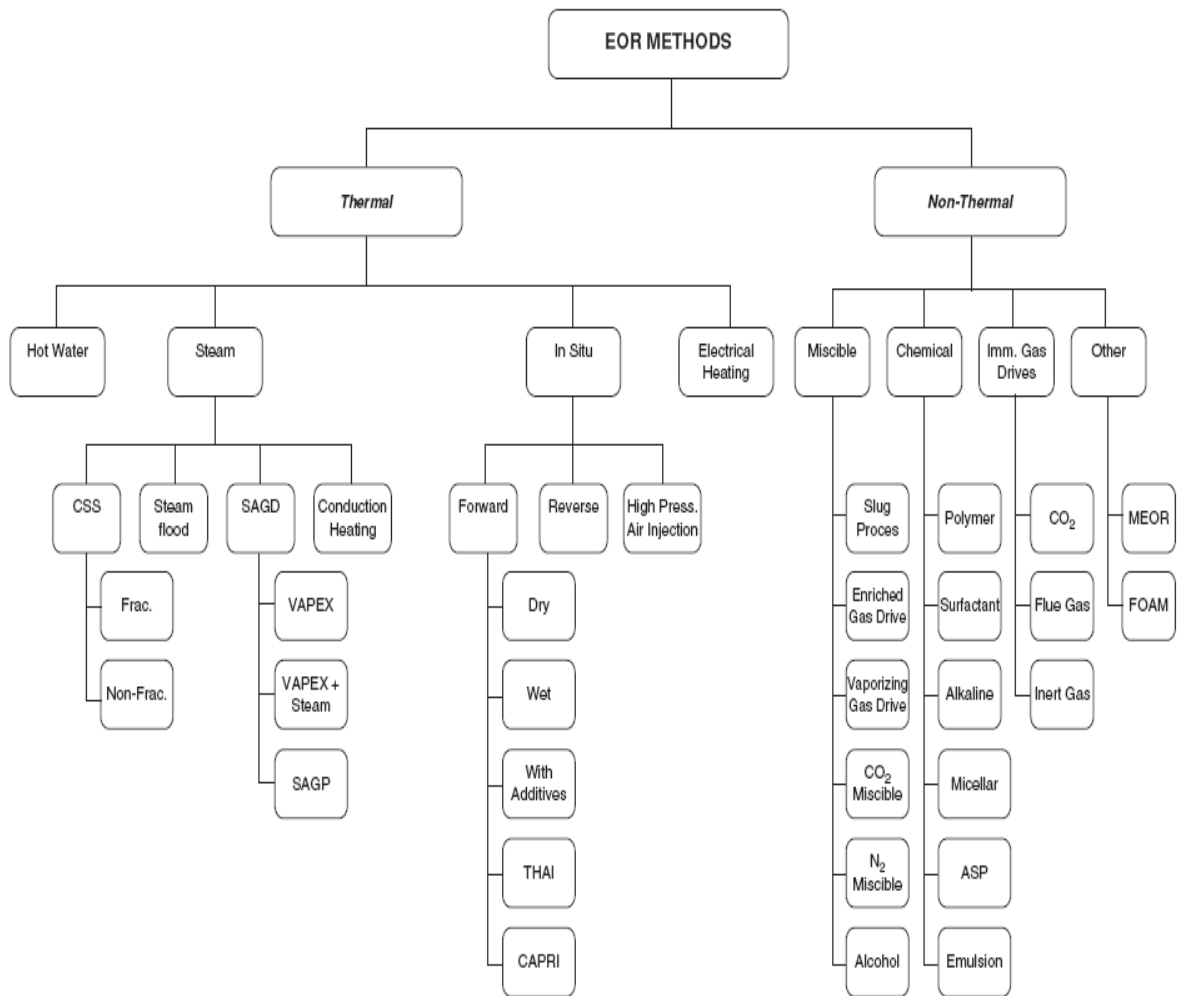 EOR METHODS
Thermal
Non-Thermal
Hot Water
Steam
In Situ
Electrical
Heating
Miscible
Chemical
Imm. Gas
Drives
Other
CSS
Steam
flood
SAGD
Conduction
Heating
Forward
Reverse
High Press.
Air Injection
Slug
Proces
Polymer
CO₂
MEOR
Frac.
VAPEX
Dry
Enriched
Gas Drive
Surfactant
Flue Gas
FOAM
Non-Frac.
VAPEX +
Steam
Wet
Vaporizing
Gas Drive
Alkaline
Inert Gas
SAGP
With
Additives
CO₂
Miscible
Micellar
THAI
N₂
Miscible
ASP
CAPRI
Alcohol
Emulsion